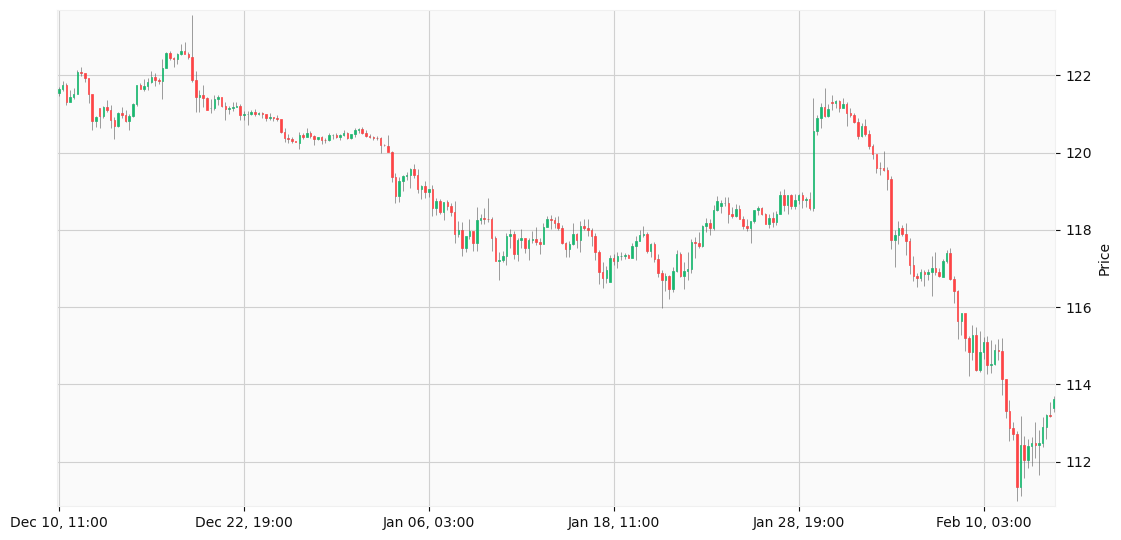 122
120
118
116
114
112
Price
Dec 10, 11:00
Dec 22, 19:00
Jan 06, 03:00
Jan 18, 11:00
Jan 28, 19:00
Feb 10, 03:00